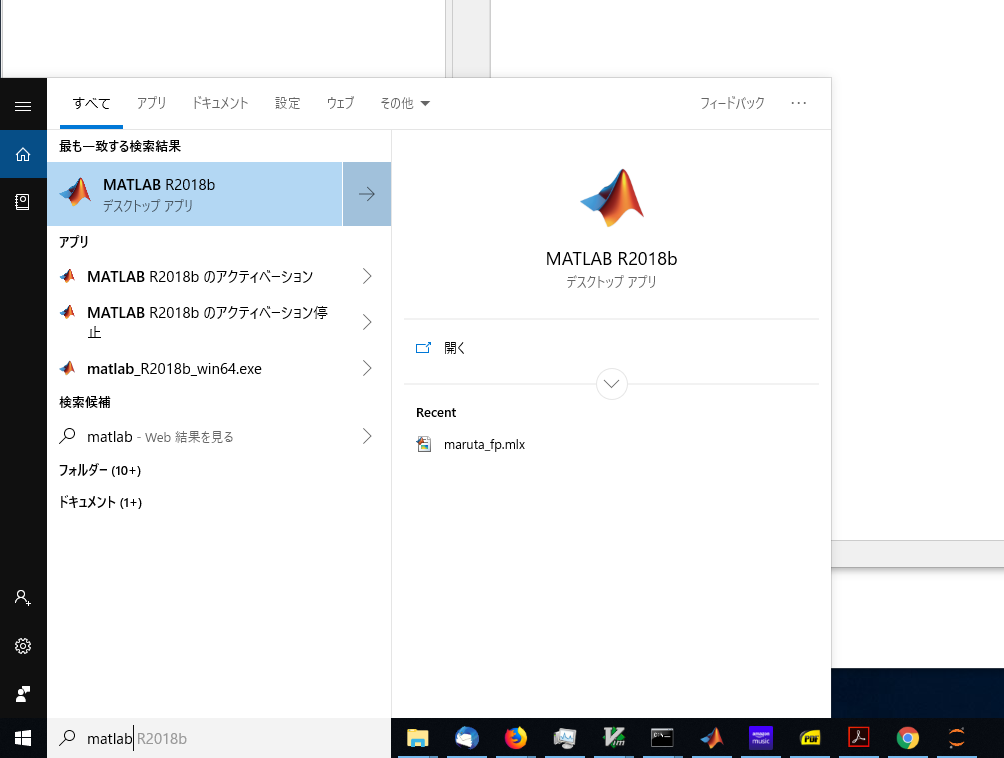 すべて アプリ ドキュメント 設定 ウェブ その他 フィードバック ···
最も一致する検索結果
MATLAB R2018b
デスクトップ アプリ
アプリ
MATLAB R2018b のアクティベーション
MATLAB R2018b のアクティベーション停
止
matlab_R2018b_win64.exe
検索候補
matlab - Web 結果を見る
フォルダー (10+)
ドキュメント (1+)
MATLAB R2018b
デスクトップ アプリ
開く
Recent
maruta_fp.mlx
matlab R2018b
Vim
C:\.
amazon music
PDF